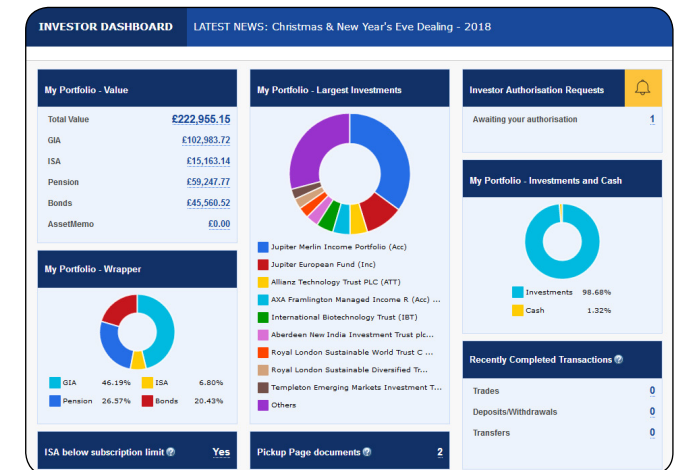 INVESTOR DASHBOARD LATEST NEWS: Christmas & New Year's Eve Dealing - 2018
My Portfolio - Value
Total Value £222,955.15
GIA £102,983.72
ISA £15,163.14
Pension £59,247.77
Bonds £45,560.52
AssetMemo £0.00
My Portfolio - Wrapper
GIA 46.19% ISA 6.80%
Pension 26.57% Bonds 20.43%
ISA below subscription limit ? Yes
My Portfolio - Largest Investments
Jupiter Merlin Income Portfolio (Acc)
Jupiter European Fund (Inc)
Allianz Technology Trust PLC (ATT)
AXA Framlington Managed Income R (Acc) ...
International Biotechnology Trust (IBT)
Aberdeen New India Investment Trust plc...
Royal London Sustainable World Trust C ...
Royal London Sustainable Diversified Tr...
Templeton Emerging Markets Investment T...
Others
Pickup Page documents ? 2
Investor Authorisation Requests
Awaiting your authorisation 1
My Portfolio - Investments and Cash
Investments 98.68%
Cash 1.32%
Recently Completed Transactions ?
Trades 0
Deposits/Withdrawals 0
Transfers 0